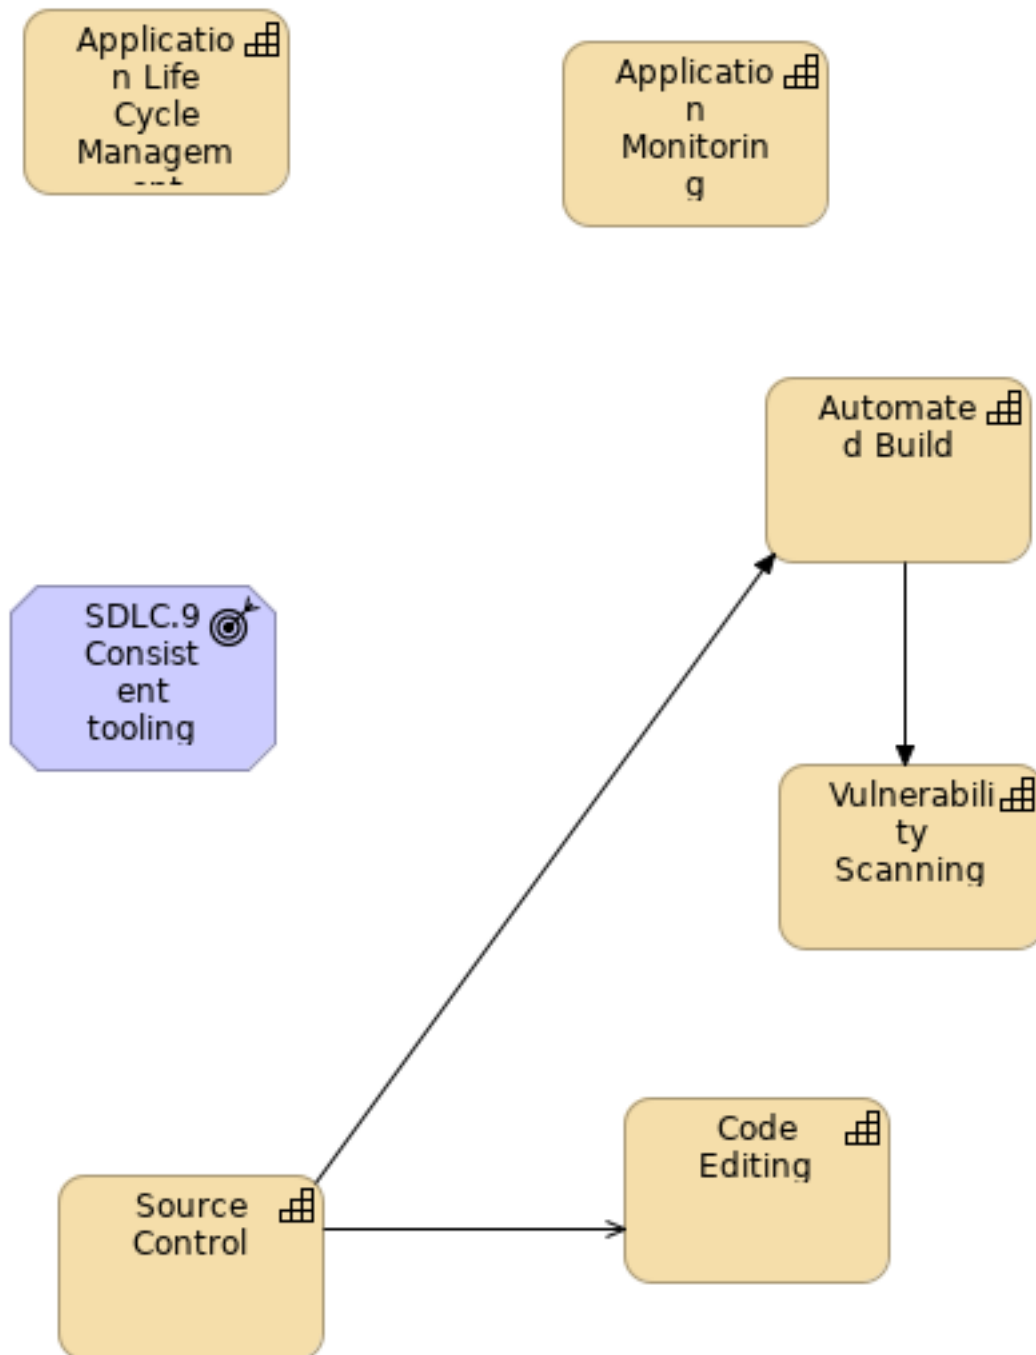 Applicatio
n Life
Cycle
Managem
Applicatio
n
Monitorin
g
Automate
d Build
SDLC.9
Consist
ent
tooling
Vulnerabili
ty
Scanning
Code
Editing
Source
Control